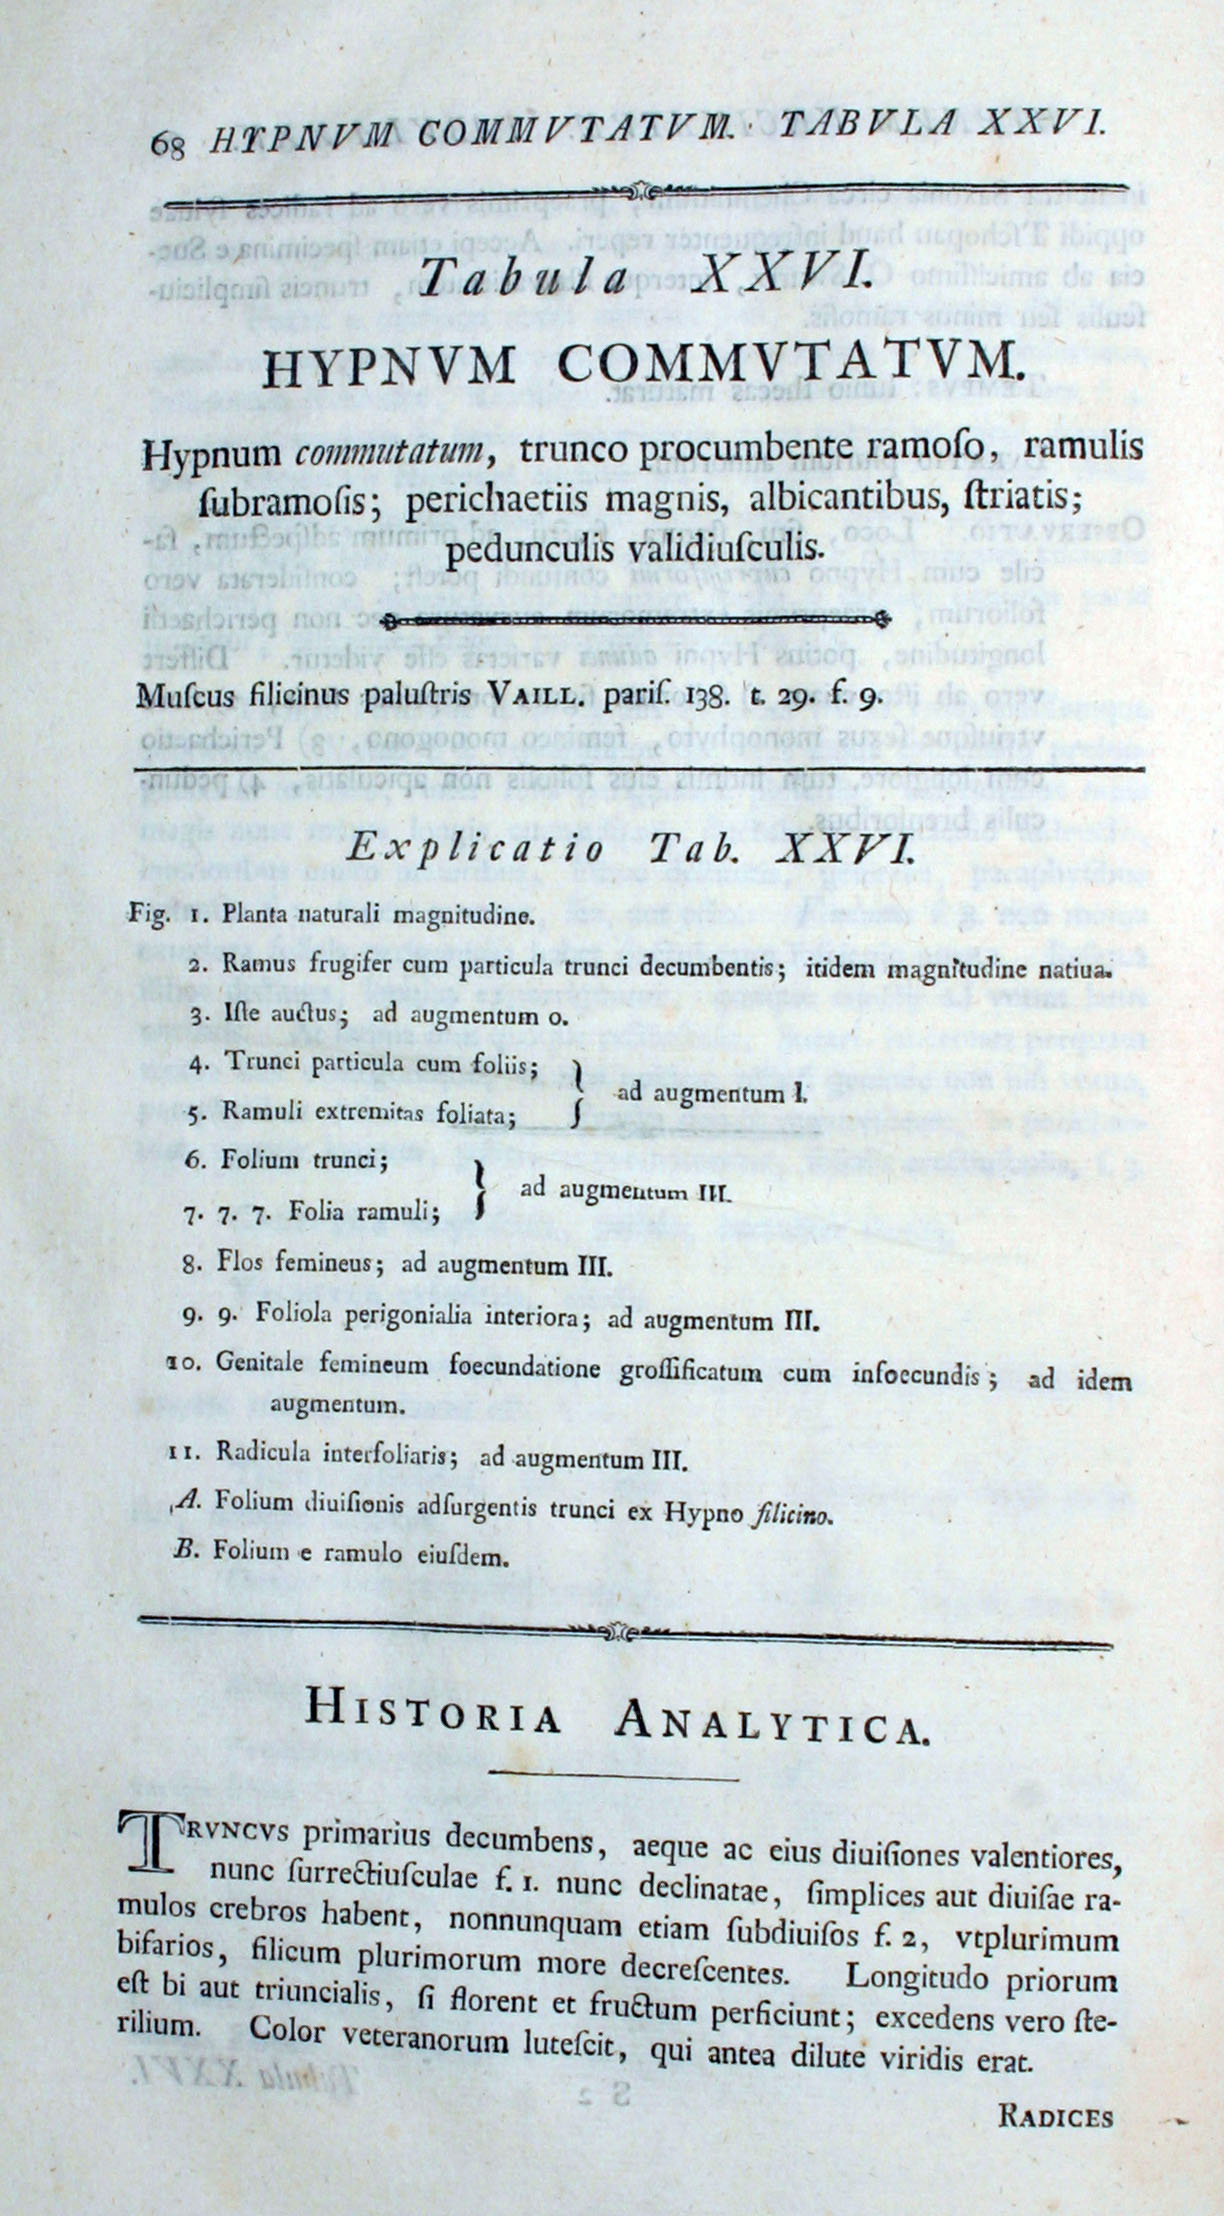 68 HYPNVM COMMVTATVM. TABVLA XXVI.
Tabula XXVI.
HYPNVM COMMVTATVM.
Hypnum commutatum, trunco procumbente ramoſo, ramulis
ſubramoſis; perichaetiis magnis, albicantibus, ſtriatis;
pedunculis validiuſculis.
Muſcus filicinus paluſtris VAILL. pariſ. 138. t. 29. f. 9.
Explicatio Tab. XXVI.
Fig. 1. Planta naturali magnitudine.
2. Ramus frugifer cum particula trunci decumbentis; itidem magnitudine natiua.
3. Iſte auctus; ad augmentum o.
4. Trunci particula cum foliis;
5. Ramuli extremitas foliata; } ad augmentum I.
6. Folium trunci;
7. 7. 7. Folia ramuli; } ad augmentum III.
8. Flos femineus; ad augmentum III.
9. 9. Foliola perigonialia interiora; ad augmentum III.
10. Genitale femineum foecundatione groſſificatum cum infoecundis; ad idem
augmentum.
11. Radicula interfoliaris; ad augmentum III.
A. Folium diuiſionis adſurgentis trunci ex Hypno filicino.
B. Folium e ramulo eiuſdem.
HISTORIA ANALYTICA.
TRVNCVS primarius decumbens, aeque ac eius diuiſiones valentiores,
nunc ſurrectiuſculae f. 1. nunc declinatae, ſimplices aut diuiſae ra-
mulos crebros habent, nonnunquam etiam ſubdiuiſos f. 2, vtplurimum
bifarios, filicum plurimorum more decreſcentes. Longitudo priorum
eſt bi aut triuncialis, ſi florent et fructum perficiunt; excedens vero ſte-
rilium. Color veteranorum luteſcit, qui antea dilute viridis erat.
RADICES